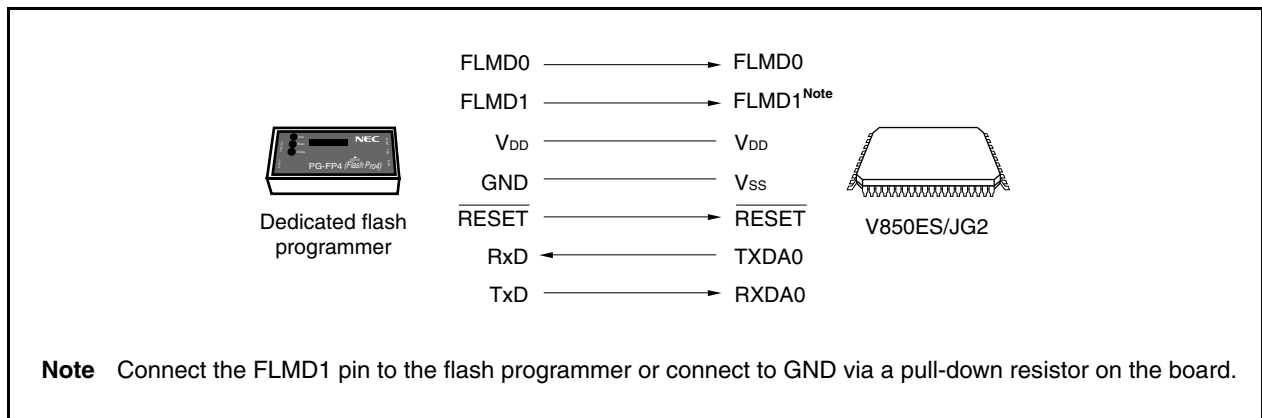 FLMD0 FLMD0
FLMD1 FLMD1Note
VDD VDD
GND VSS
RESET RESET
RxD TXDA0
TxD RXDA0
NEC
PG-FP4 (Flash Pro4)
Dedicated flash
programmer
V850ES/JG2
Note Connect the FLMD1 pin to the flash programmer or connect to GND via a pull-down resistor on the board.